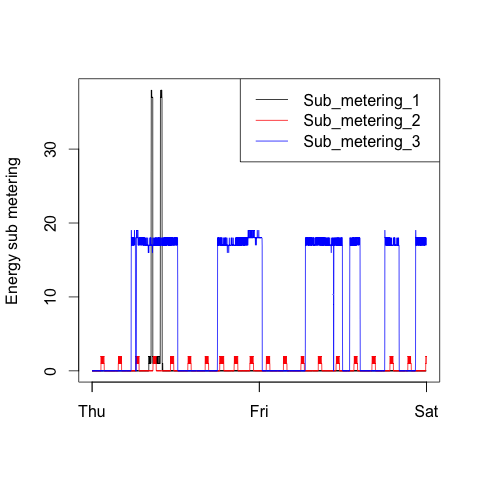 Sub_metering_1
Sub_metering_2
Sub_metering_3
Energy sub metering
30
20
10
0
Thu Fri Sat